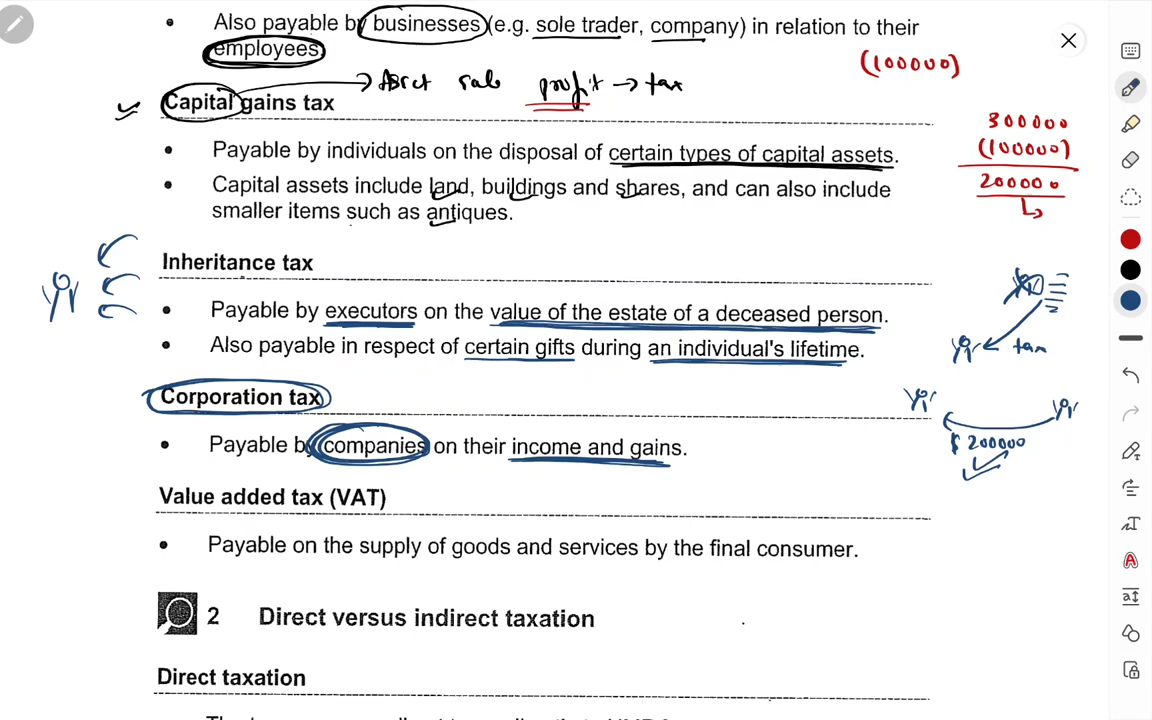 Also payable by businesses (e.g. sole trader, company) in relation to their
employees.
(100000)
→ Asset sale profit → tax
Capital gains tax
300000
(100000)
200000
Payable by individuals on the disposal of certain types of capital assets.
Capital assets include land, buildings and shares, and can also include
smaller items such as antiques.
Inheritance tax
Payable by executors on the value of the estate of a deceased person.
Also payable in respect of certain gifts during an individual's lifetime.
tax
Corporation tax
$ 200000
Payable by companies on their income and gains.
Value added tax (VAT)
Payable on the supply of goods and services by the final consumer.
2 Direct versus indirect taxation
Direct taxation